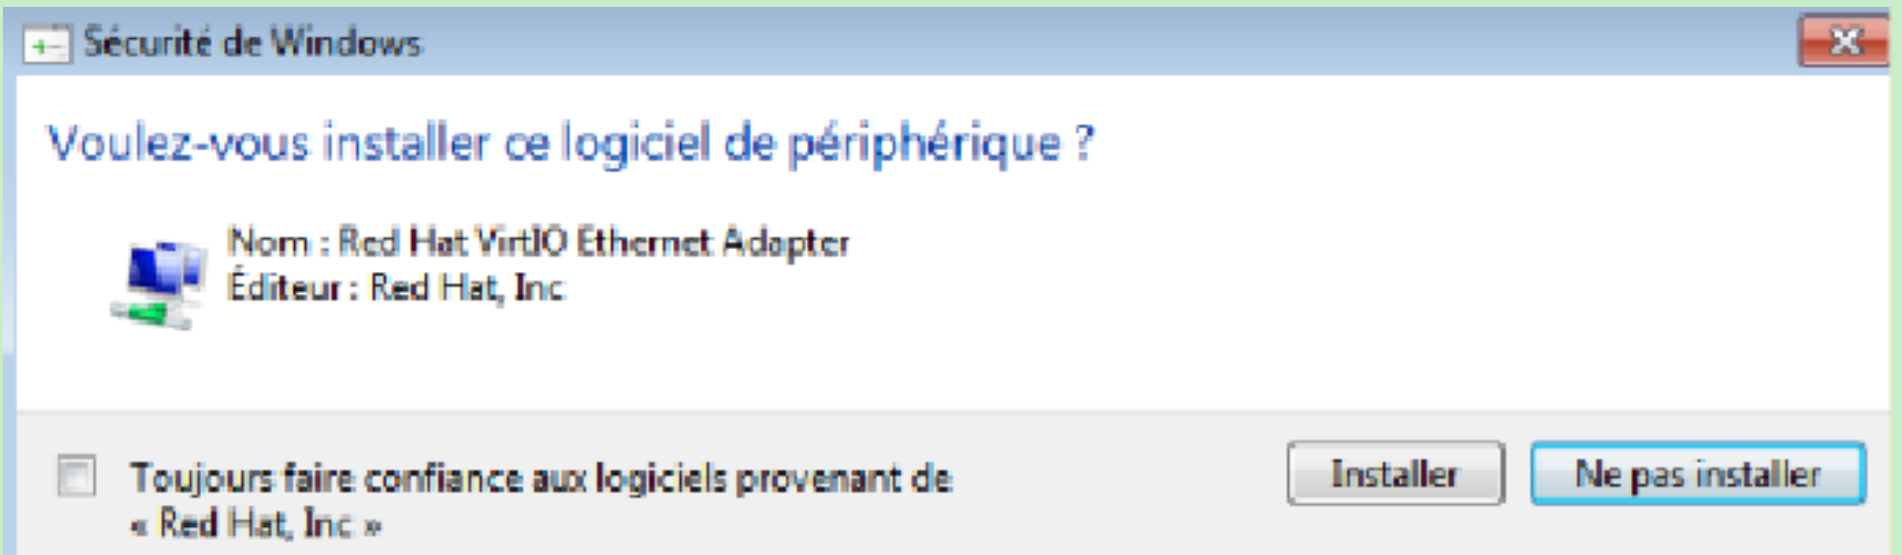 Sécurité de Windows
Voulez-vous installer ce logiciel de périphérique ?
Nom : Red Hat VirtIO Ethernet Adapter
Éditeur : Red Hat, Inc
Toujours faire confiance aux logiciels provenant de
« Red Hat, Inc »
Installer
Ne pas installer